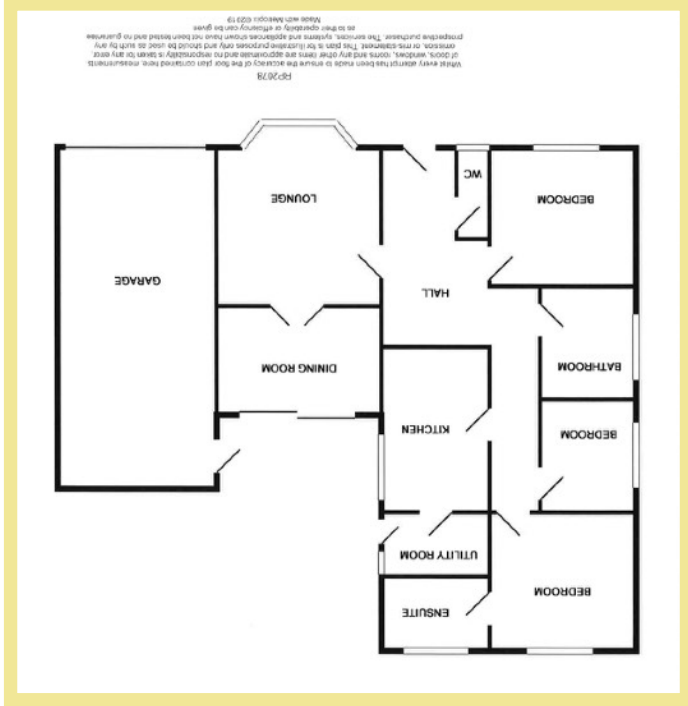 ENSUITE
BEDROOM
UTILITY ROOM
BEDROOM
KITCHEN
BATHROOM
DINING ROOM
HALL
GARAGE
BEDROOM
LOUNGE
WC
RP2678
Whilst every attempt has been made to ensure the accuracy of the floor plan contained here, measurements
of doors, windows, rooms and any other items are approximate and no responsibility is taken for any error,
omission, or mis-statement. This plan is for illustrative purposes only and should be used as such by any
prospective purchaser. The services, systems and appliances shown have not been tested and no guarantee
as to their operability or efficiency can be given
Made with Metropix ©2019